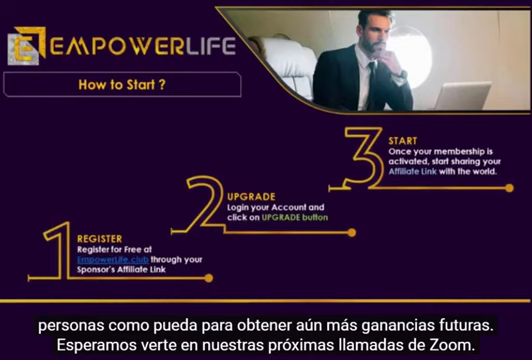 EMPOWERLIFE
How to Start ?
3
START
Once your membership is
activated, start sharing your
Affiliate Link with the world.
2
UPGRADE
Login your Account and
click on UPGRADE button
1
REGISTER
Register for Free at
EmpowerLife.club through your
Sponsor's Affiliate Link
personas como pueda para obtener aún más ganancias futuras.
Esperamos verte en nuestras próximas llamadas de Zoom.